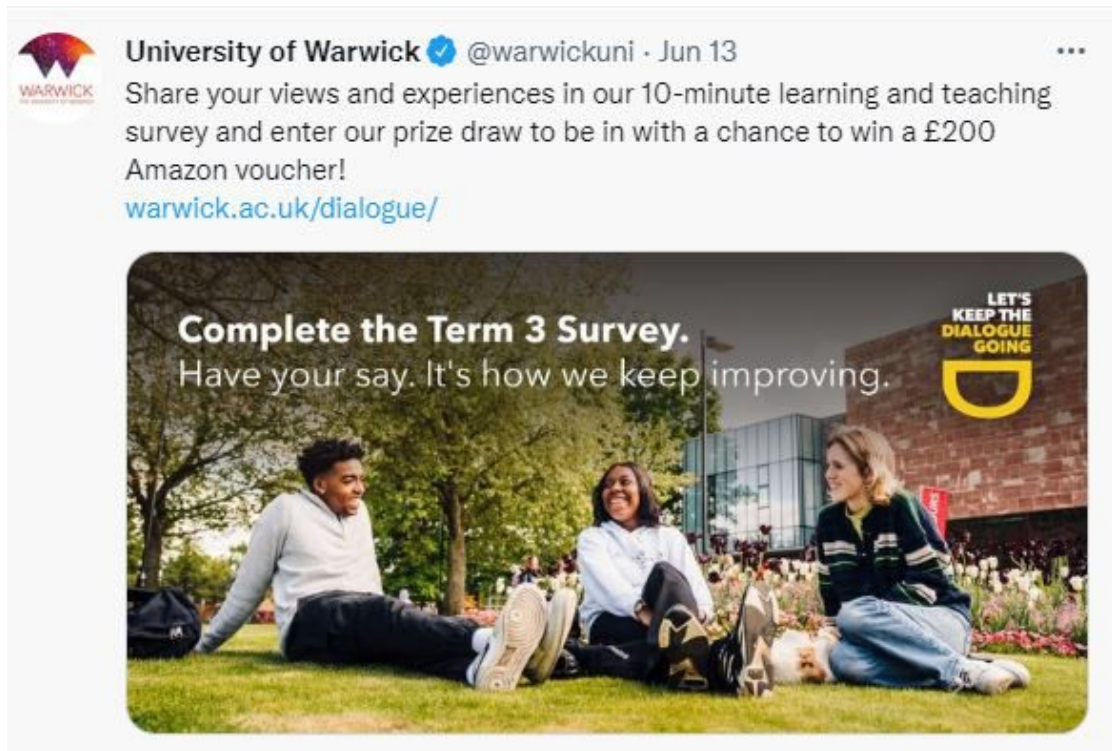 University of Warwick @warwickuni · Jun 13
WARWICK
Share your views and experiences in our 10-minute learning and teaching
survey and enter our prize draw to be in with a chance to win a £200
Amazon voucher!
warwick.ac.uk/dialogue/
Complete the Term 3 Survey.
Have your say. It's how we keep improving.
LET'S
KEEP THE
DIALOGUE
GOING
D